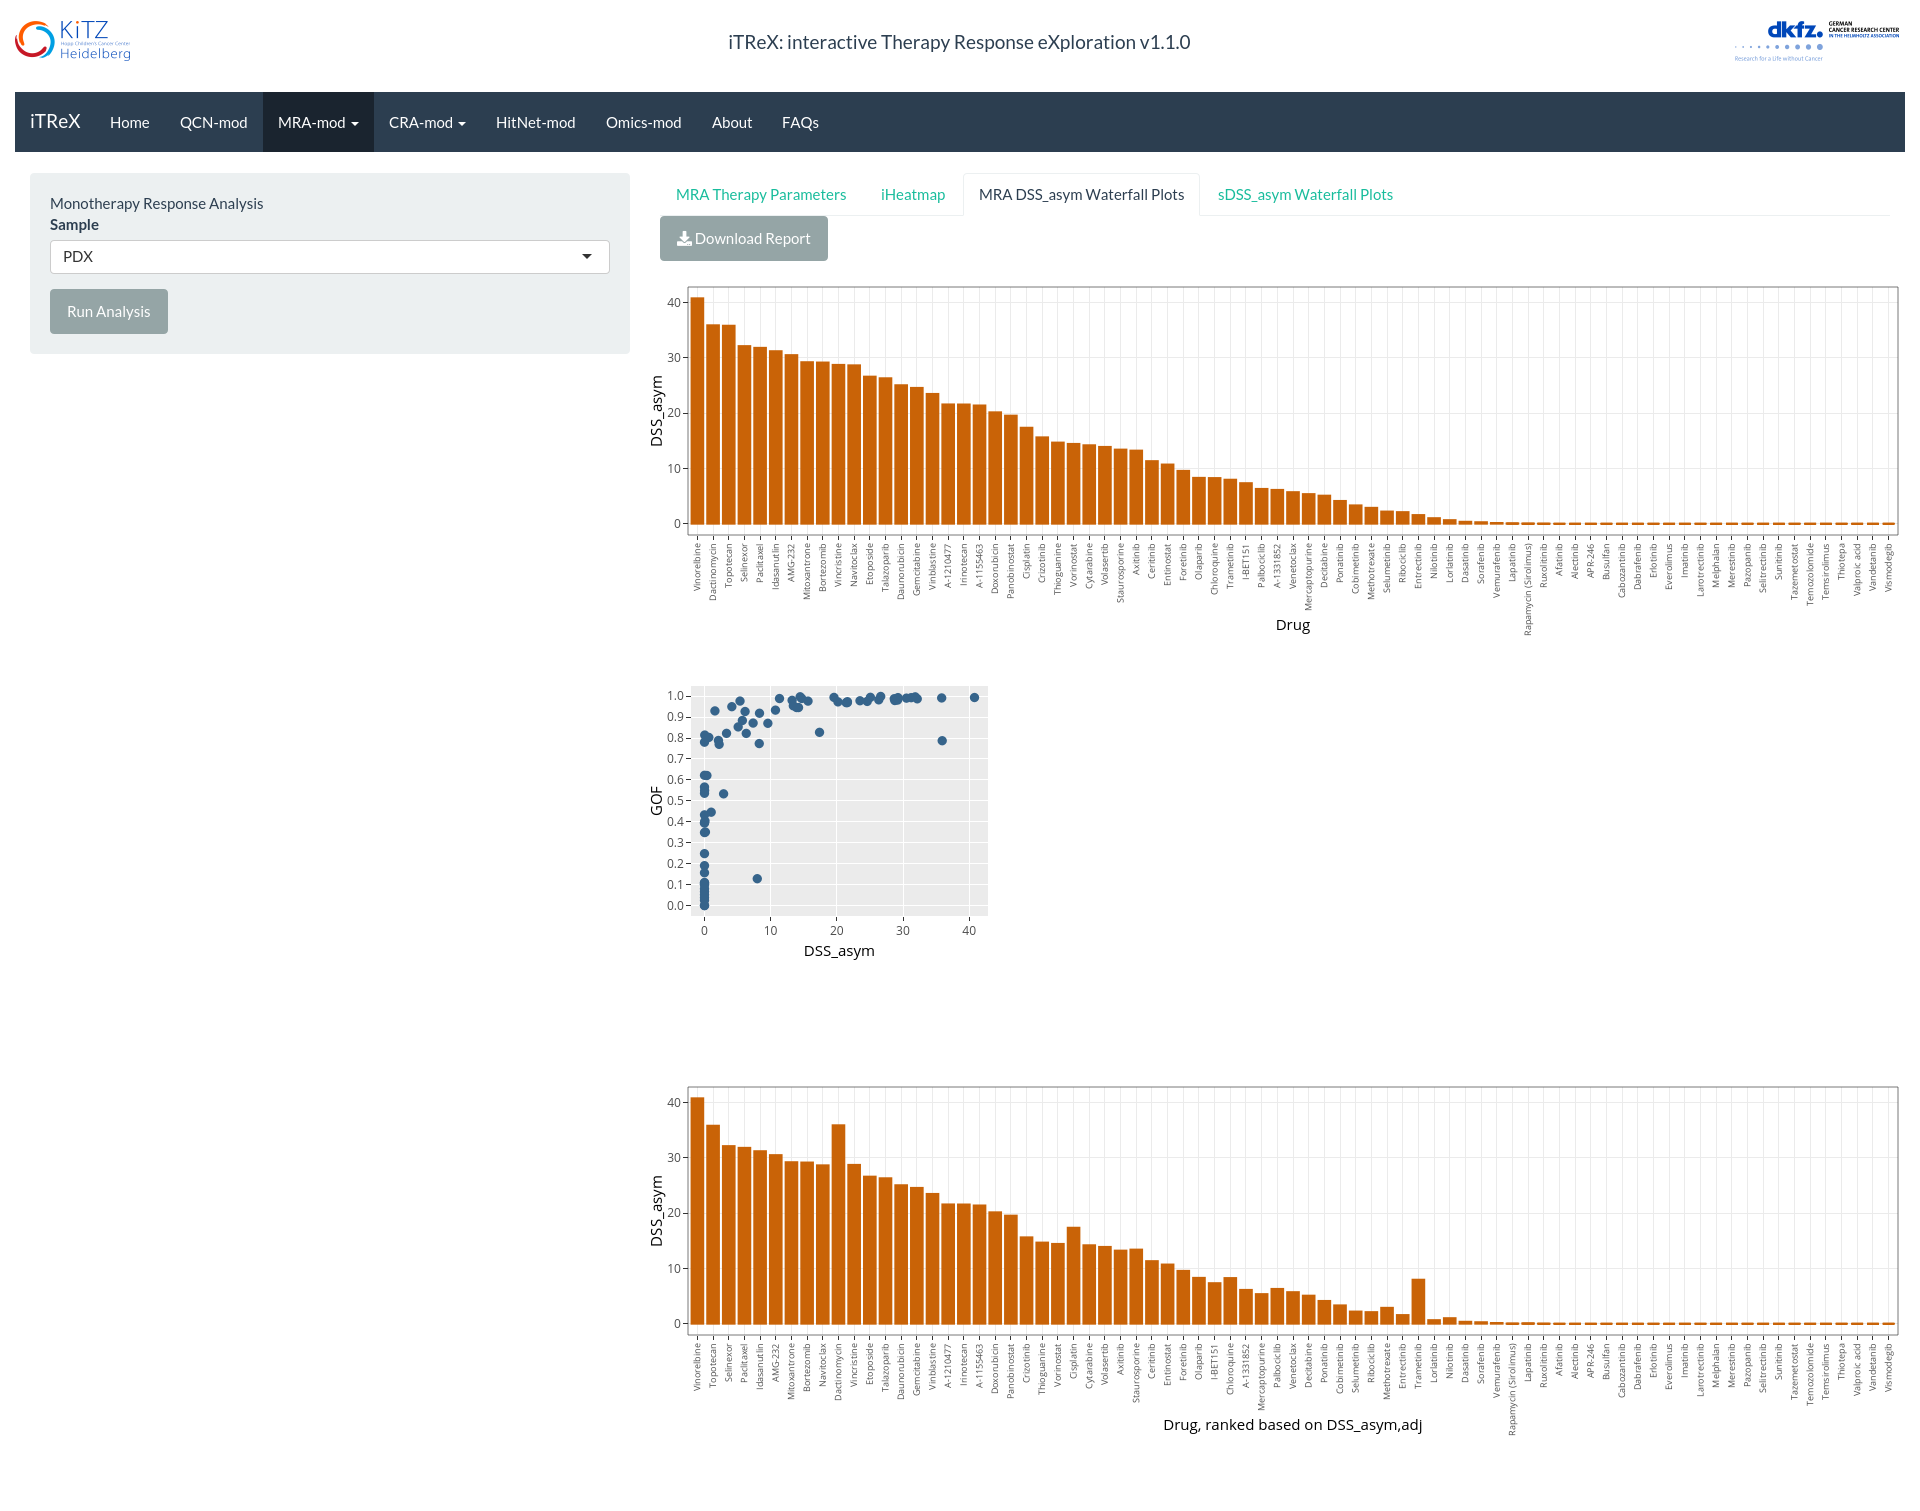 KiTZ
Hopp Children's Cancer Center
Heidelberg
iTReX: interactive Therapy Response eXploration v1.1.0
dkfz.
GERMAN
CANCER RESEARCH CENTER
IN THE HELMHOLTZ ASSOCIATION
Research for a Life without Cancer
iTReX Home QCN-mod MRA-mod CRA-mod HitNet-mod Omics-mod About FAQs
Monotherapy Response Analysis
Sample
PDX
Run Analysis
MRA Therapy Parameters iHeatmap MRA DSS_asym Waterfall Plots sDSS_asym Waterfall Plots
Download Report
DSS_asym
40
30
20
10
0
Vinorelbine
Dactinomycin
Topotecan
Selinexor
Paclitaxel
Idasanutlin
AMG-232
Mitoxantrone
Bortezomib
Vincristine
Navitoclax
Etoposide
Talazoparib
Daunorubicin
Gemcitabine
Vinblastine
A-1210477
Irinotecan
A-1155463
Doxorubicin
Panobinostat
Cisplatin
Crizotinib
Thioguanine
Vorinostat
Cytarabine
Volasertib
Staurosporine
Axitinib
Ceritinib
Entinostat
Foretinib
Olaparib
Chloroquine
Trametinib
I-BET151
Palbociclib
A-1331852
Venetoclax
Mercaptopurine
Decitabine
Ponatinib
Cobimetinib
Methotrexate
Selumetinib
Ribociclib
Entrectinib
Nilotinib
Lorlatinib
Dasatinib
Sorafenib
Vemurafenib
Lapatinib
Rapamycin (Sirolimus)
Ruxolitinib
Afatinib
Alectinib
APR-246
Busulfan
Cabozantinib
Dabrafenib
Erlotinib
Everolimus
Imatinib
Larotrectinib
Melphalan
Merestinib
Pazopanib
Selitrectinib
Sunitinib
Tazemetostat
Temozolomide
Temsirolimus
Thiotepa
Valproic acid
Vandetanib
Vismodegib
Drug
GOF
1.0
0.9
0.8
0.7
0.6
0.5
0.4
0.3
0.2
0.1
0.0
0 10 20 30 40
DSS_asym
DSS_asym
40
30
20
10
0
Vinorelbine
Topotecan
Selinexor
Paclitaxel
Idasanutlin
AMG-232
Mitoxantrone
Bortezomib
Navitoclax
Dactinomycin
Vincristine
Etoposide
Talazoparib
Daunorubicin
Gemcitabine
Vinblastine
A-1210477
Irinotecan
A-1155463
Doxorubicin
Panobinostat
Crizotinib
Thioguanine
Vorinostat
Cisplatin
Cytarabine
Volasertib
Axitinib
Staurosporine
Ceritinib
Entinostat
Foretinib
Olaparib
I-BET151
Chloroquine
A-1331852
Mercaptopurine
Palbociclib
Venetoclax
Decitabine
Ponatinib
Cobimetinib
Selumetinib
Ribociclib
Methotrexate
Entrectinib
Trametinib
Lorlatinib
Nilotinib
Dasatinib
Sorafenib
Vemurafenib
Rapamycin (Sirolimus)
Lapatinib
Ruxolitinib
Afatinib
Alectinib
APR-246
Busulfan
Cabozantinib
Dabrafenib
Erlotinib
Everolimus
Imatinib
Larotrectinib
Melphalan
Merestinib
Pazopanib
Selitrectinib
Sunitinib
Tazemetostat
Temozolomide
Temsirolimus
Thiotepa
Valproic acid
Vandetanib
Vismodegib
Drug, ranked based on DSS_asym,adj